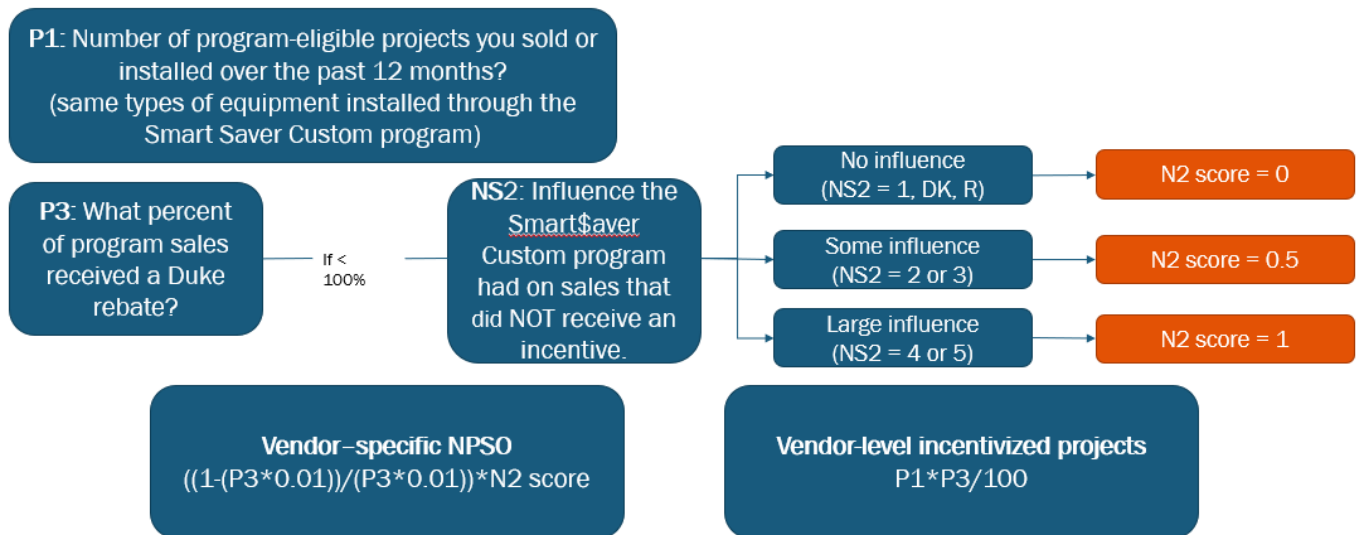 P1: Number of program-eligible projects you sold or
installed over the past 12 months?
(same types of equipment installed through the
Smart Saver Custom program)
P3: What percent
of program sales
received a Duke
rebate?
If <
100%
NS2: Influence the
Smart$aver
Custom program
had on sales that
did NOT receive an
incentive.
No influence
(NS2 = 1, DK, R)
N2 score = 0
Some influence
(NS2 = 2 or 3)
N2 score = 0.5
Large influence
(NS2 = 4 or 5)
N2 score = 1
Vendor–specific NPSO
((1-(P3*0.01))/(P3*0.01))*N2 score
Vendor-level incentivized projects
P1*P3/100